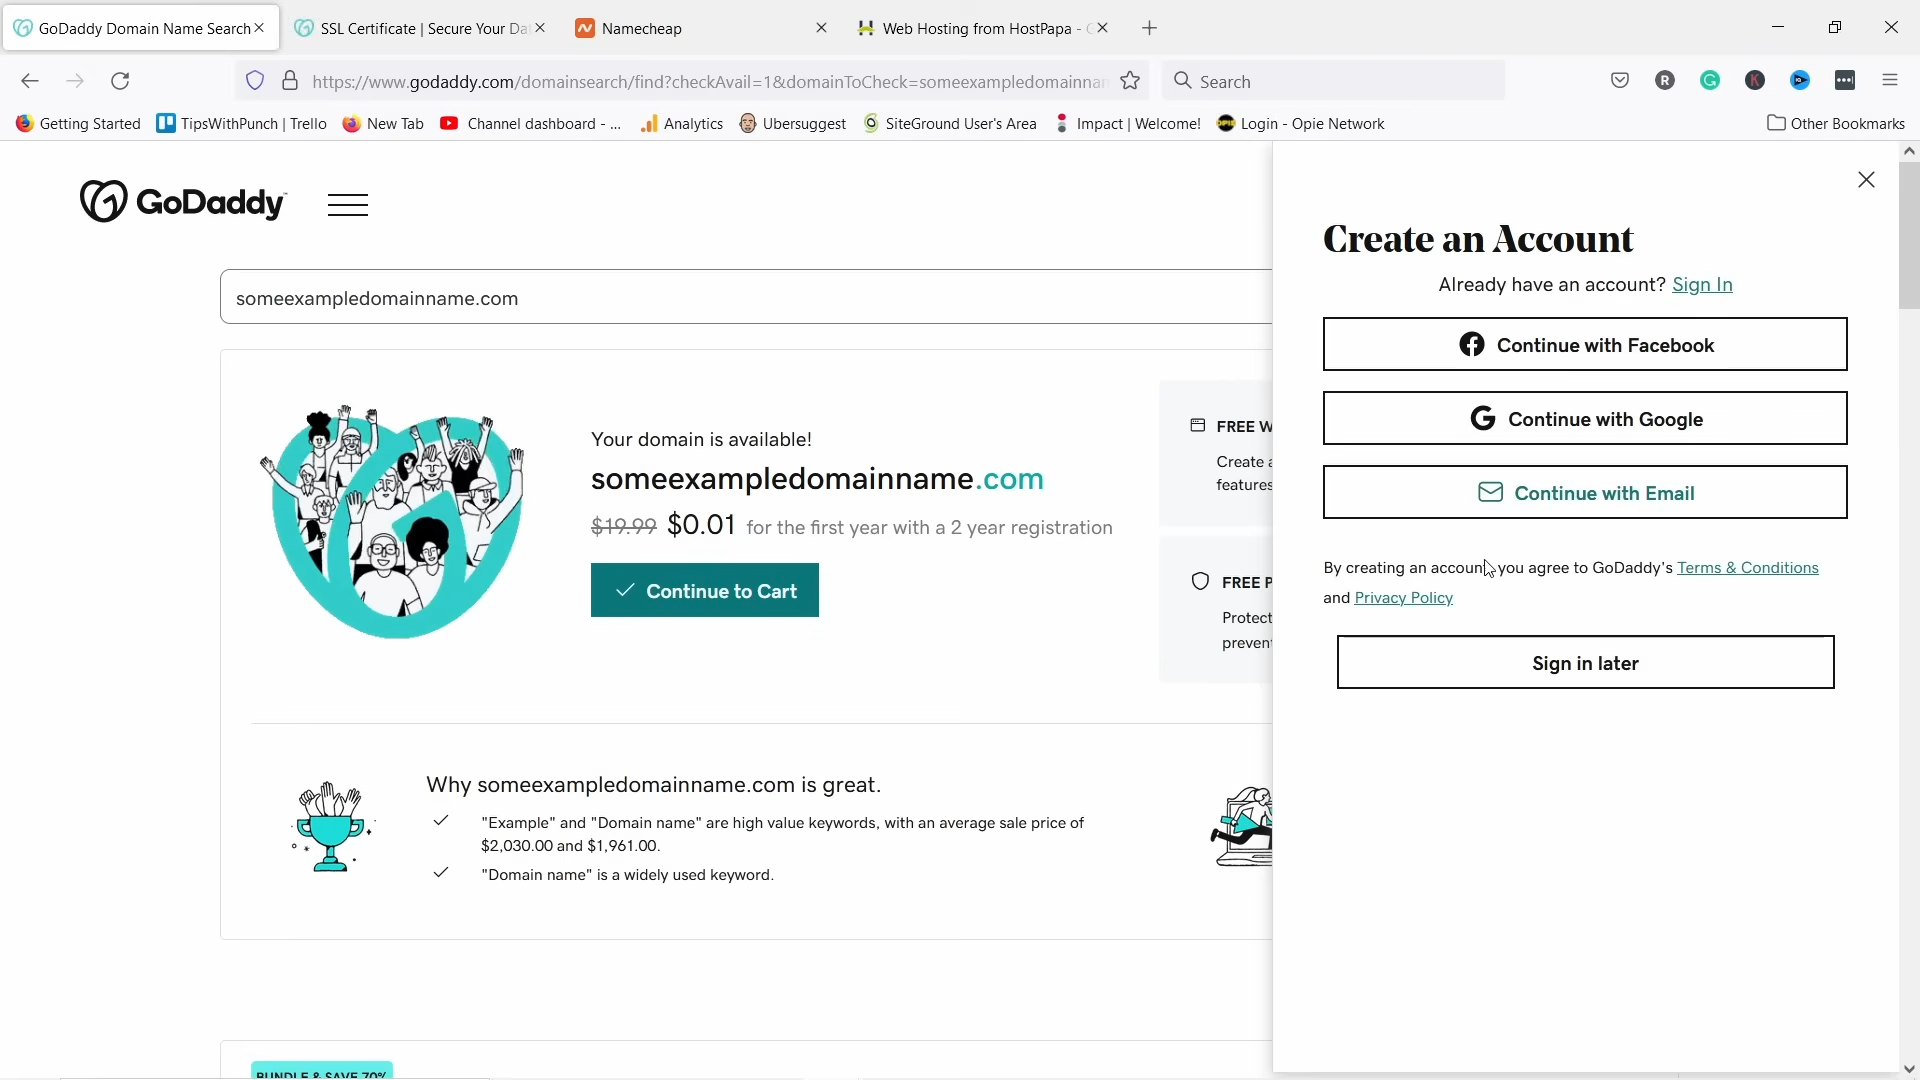 GoDaddy Domain Name Search
SSL Certificate | Secure Your Da
Namecheap
Web Hosting from HostPapa -
https://www.godaddy.com/domainsearch/find?checkAvail=1&domainToCheck=someexampledomainnam
Search
Getting Started
TipsWithPunch | Trello
New Tab
Channel dashboard - ...
Analytics
Ubersuggest
SiteGround User's Area
Impact | Welcome!
Login - Opie Network
Other Bookmarks
GoDaddy
someexampledomainname.com
Your domain is available!
someexampledomainname.com
$19.99 $0.01 for the first year with a 2 year registration
Continue to Cart
FREE W
Create a
features
FREE P
Protect
prevent
Why someexampledomainname.com is great.
"Example" and "Domain name" are high value keywords, with an average sale price of
$2,030.00 and $1,961.00.
"Domain name" is a widely used keyword.
BUNDLE & SAVE 70%
Create an Account
Already have an account? Sign In
Continue with Facebook
Continue with Google
Continue with Email
By creating an account you agree to GoDaddy's Terms & Conditions
and Privacy Policy
Sign in later